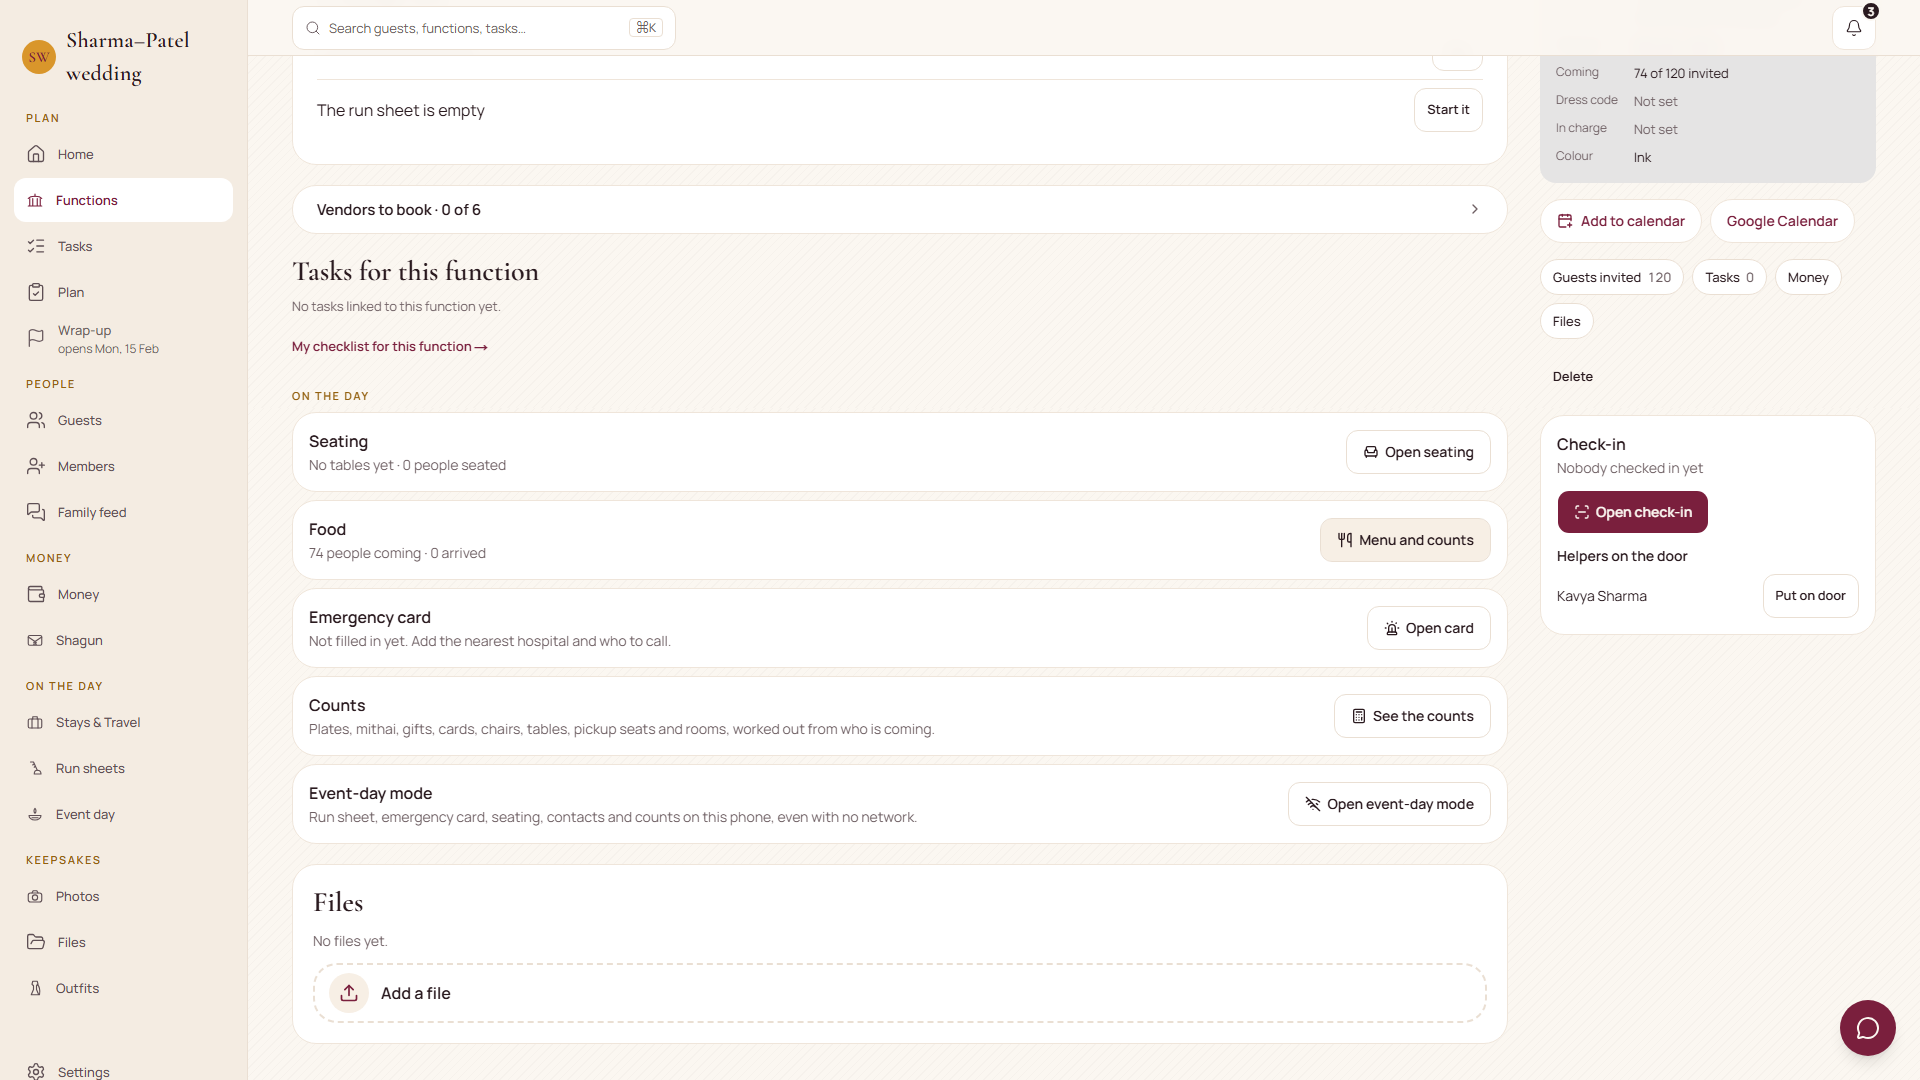 SW
Sharma–Patel
wedding
PLAN
Home
Functions
Tasks
Plan
Wrap-up
opens Mon, 15 Feb
PEOPLE
Guests
Members
Family feed
MONEY
Money
Shagun
ON THE DAY
Stays & Travel
Run sheets
Event day
KEEPSAKES
Photos
Files
Outfits
Settings
Search guests, functions, tasks…
⌘K
3
The run sheet is empty
Start it
Vendors to book · 0 of 6
Tasks for this function
No tasks linked to this function yet.
My checklist for this function →
ON THE DAY
Seating
No tables yet · 0 people seated
Open seating
Food
74 people coming · 0 arrived
Menu and counts
Emergency card
Not filled in yet. Add the nearest hospital and who to call.
Open card
Counts
Plates, mithai, gifts, cards, chairs, tables, pickup seats and rooms, worked out from who is coming.
See the counts
Event-day mode
Run sheet, emergency card, seating, contacts and counts on this phone, even with no network.
Open event-day mode
Files
No files yet.
Add a file
Coming 74 of 120 invited
Dress code Not set
In charge Not set
Colour Ink
Add to calendar
Google Calendar
Guests invited 120
Tasks 0
Money
Files
Delete
Check-in
Nobody checked in yet
Open check-in
Helpers on the door
Kavya Sharma
Put on door